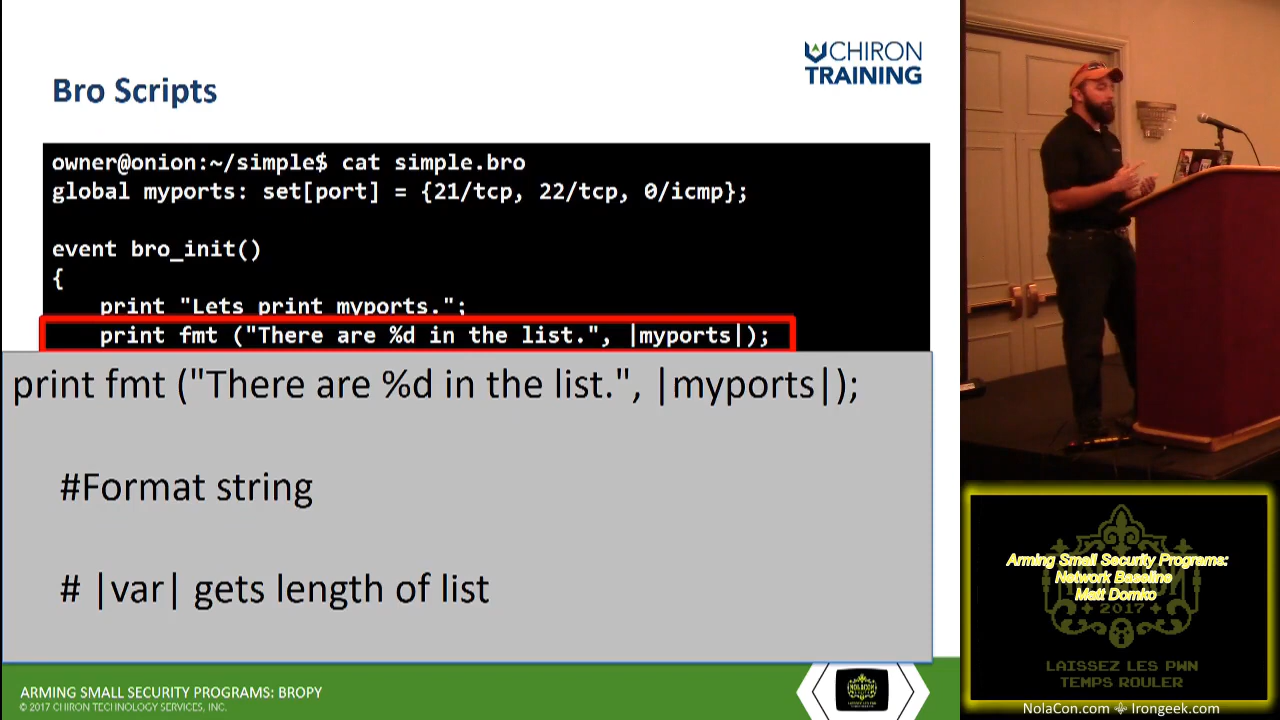 CHIRON
TRAINING
Bro Scripts
owner@onion:~/simple$ cat simple.bro
global myports: set[port] = {21/tcp, 22/tcp, 0/icmp};
event bro_init()
{
print "Lets print myports.";
print fmt ("There are %d in the list.", |myports|);
print fmt ("There are %d in the list.", |myports|);
#Format string
# |var| gets length of list
ARMING SMALL SECURITY PROGRAMS: BROPY
© 2017 CHIRON TECHNOLOGY SERVICES, INC.
Arming Small Security Programs:
Network Baseline
Matt Domko
2017
LAISSEZ LES PWN
TEMPS ROULER
NolaCon.com ⚜ Irongeek.com